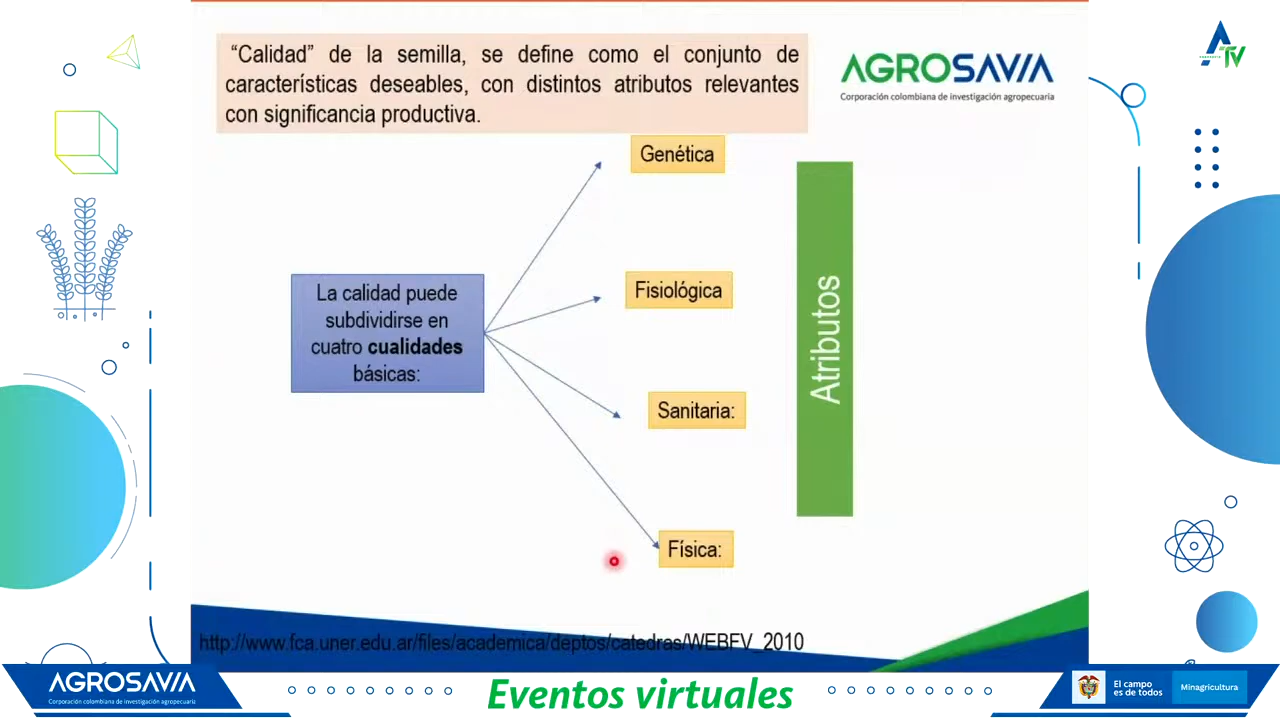 “Calidad” de la semilla, se define como el conjunto de
características deseables, con distintos atributos relevantes
con significancia productiva.
AGROSAVIA
Corporación colombiana de investigación agropecuaria
TV
Genética
Fisiológica
La calidad puede
subdividirse en
cuatro cualidades
básicas:
Sanitaria:
Física:
Atributos
http://www.fca.uner.edu.ar/files/academica/deptos/catedras/WEBFV_2010
AGROSAVIA
Corporación colombiana de investigación agropecuaria
Eventos virtuales
El campo
es de todos
Minagricultura